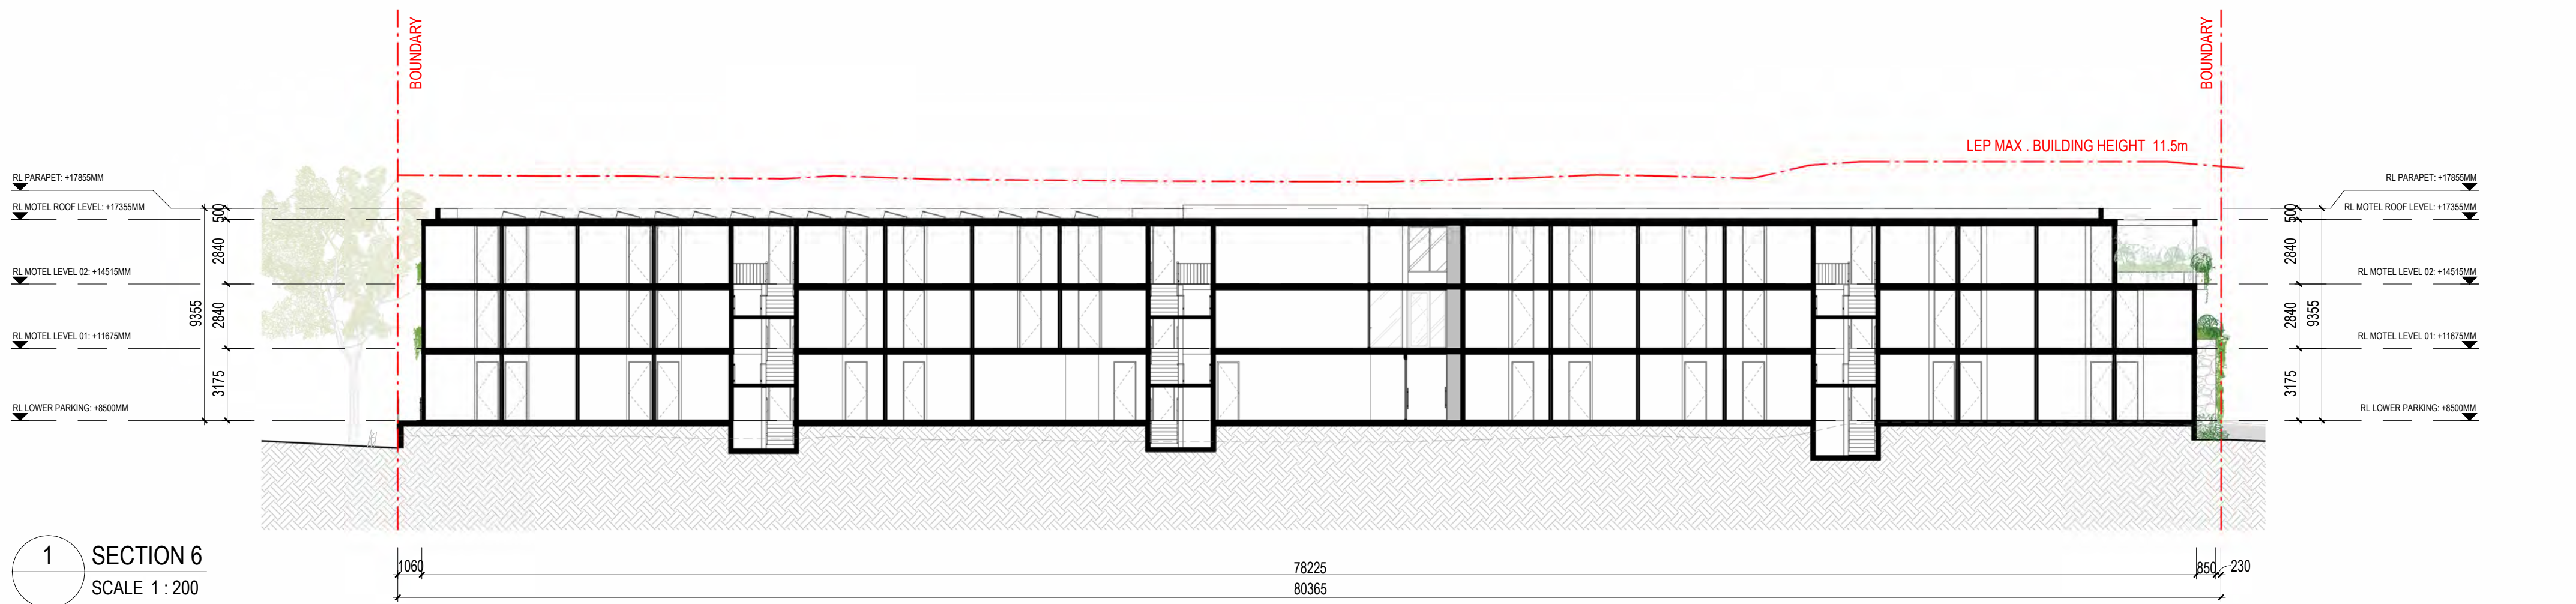 BOUNDARY
BOUNDARY
LEP MAX . BUILDING HEIGHT 11.5m
RL PARAPET: +17855MM
RL MOTEL ROOF LEVEL: +17355MM
RL MOTEL LEVEL 02: +14515MM
RL MOTEL LEVEL 01: +11675MM
RL LOWER PARKING: +8500MM
500
2840
2840
3175
9355
RL PARAPET: +17855MM
RL MOTEL ROOF LEVEL: +17355MM
RL MOTEL LEVEL 02: +14515MM
RL MOTEL LEVEL 01: +11675MM
RL LOWER PARKING: +8500MM
500
2840
2840
3175
9355
1060
78225
850
230
80365
1
SECTION 6
SCALE 1 : 200